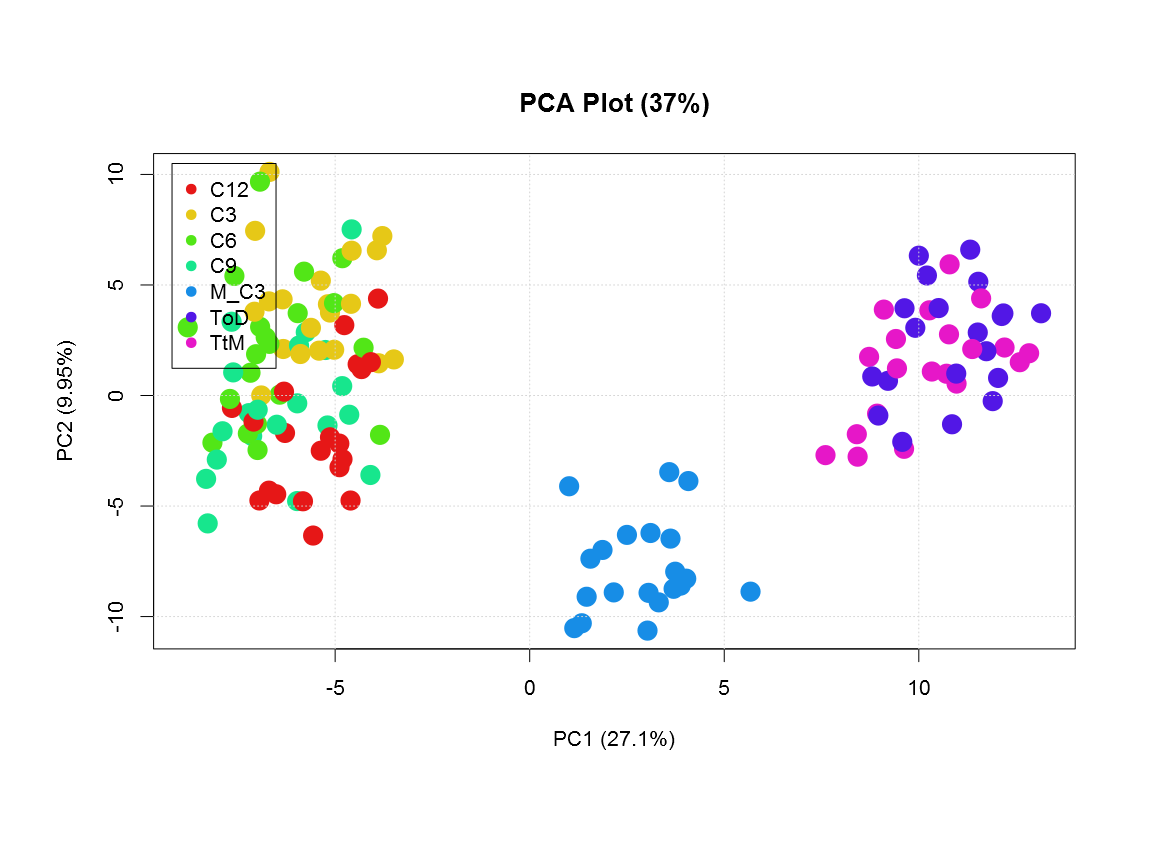 PCA Plot (37%)
PC2 (9.95%)
10
5
0
-5
-10
C12
C3
C6
C9
M_C3
ToD
TtM
-5
0
5
10
PC1 (27.1%)